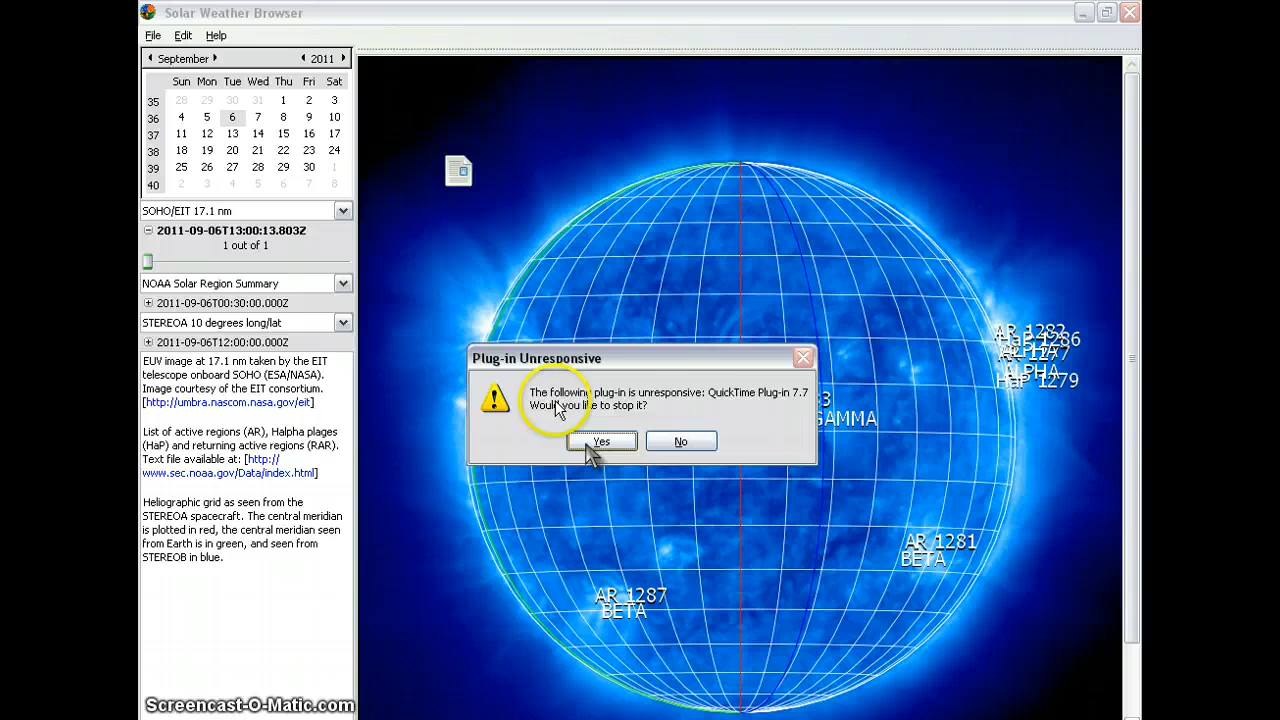 Solar Weather Browser
File Edit Help
September 2011
Sun Mon Tue Wed Thu Fri Sat
35 28 29 30 31 1 2 3
36 4 5 6 7 8 9 10
37 11 12 13 14 15 16 17
38 18 19 20 21 22 23 24
39 25 26 27 28 29 30 1
40 2 3 4 5 6 7 8
SOHO/EIT 17.1 nm
2011-09-06T13:00:13.803Z
1 out of 1
NOAA Solar Region Summary
2011-09-06T00:30:00.000Z
STEREOA 10 degrees long/lat
2011-09-06T12:00:00.000Z
EUV image at 17.1 nm taken by the EIT
telescope onboard SOHO (ESA/NASA).
Image courtesy of the EIT consortium.
[http://umbra.nascom.nasa.gov/eit]
List of active regions (AR), Halpha plages
(HaP) and returning active regions (RAR).
Text file available at: [http://
www.sec.noaa.gov/Data/index.html]
Heliographic grid as seen from the
STEREOA spacecraft. The central meridian
is plotted in red, the central meridian seen
from Earth is in green, and seen from
STEREOB in blue.
AR 1282
HaP 1286
ALPHA
AR 1277
ALPHA
HaP 1279
Plug-in Unresponsive
The following plug-in is unresponsive: QuickTime Plug-in 7.7
Would you like to stop it?
Yes No
3
GAMMA
AR 1281
BETA
AR 1287
BETA
Screencast-O-Matic.com